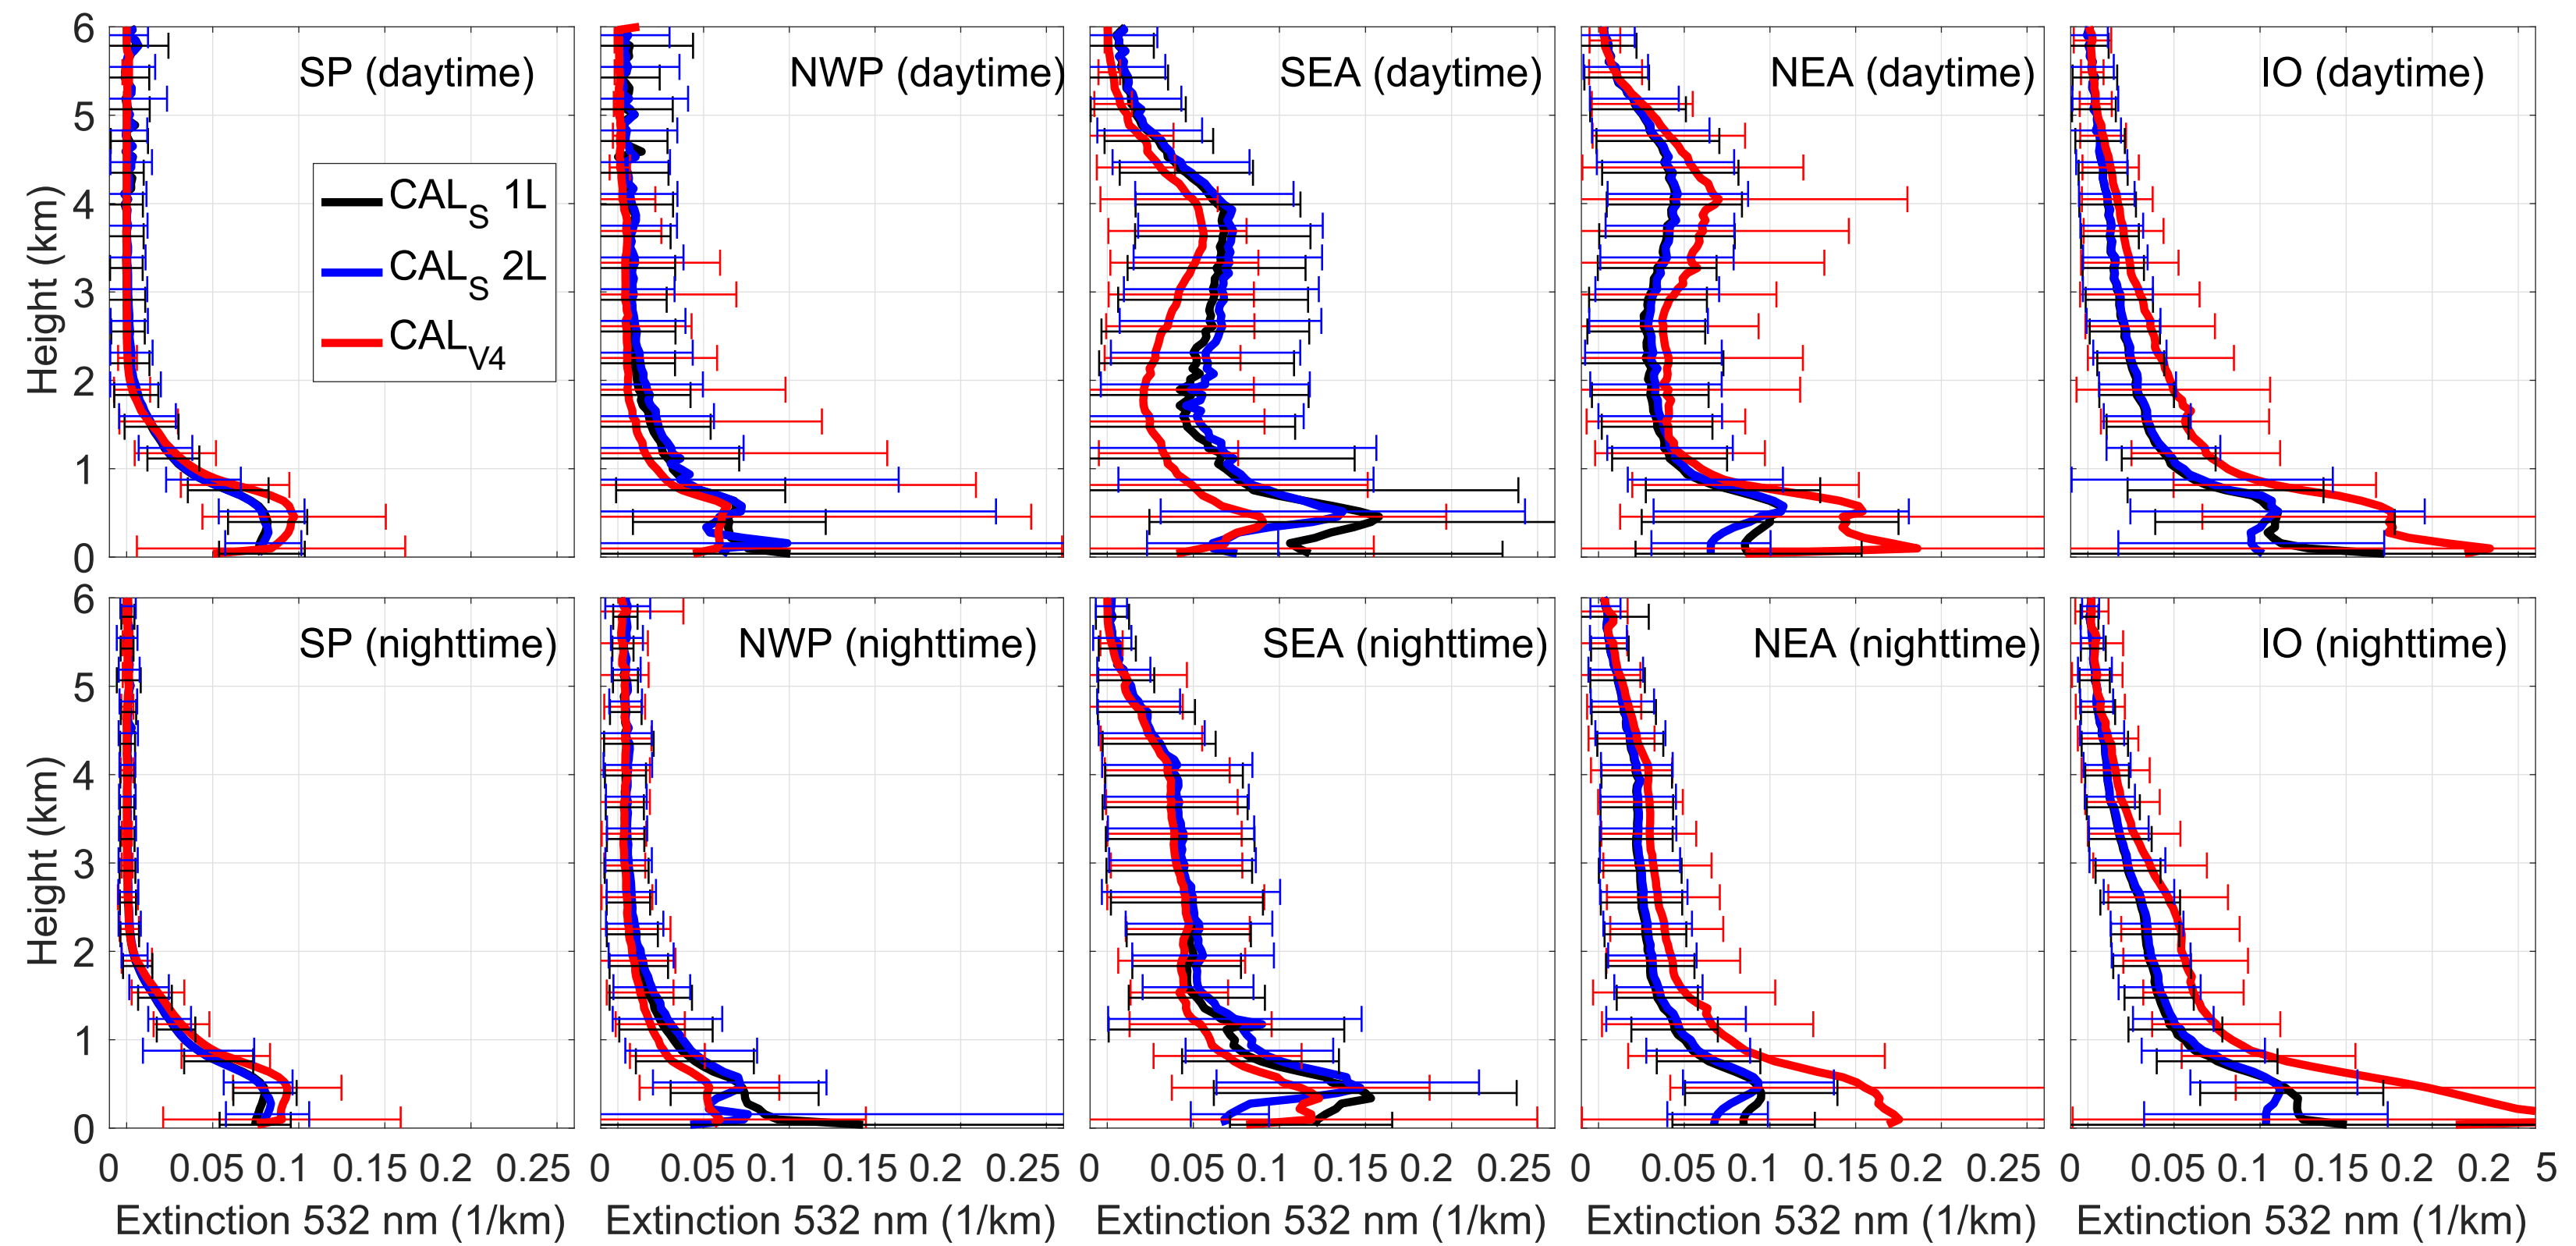 6 SP (daytime) NWP (daytime) SEA (daytime) NEA (daytime) IO (daytime)
5
CALS 1L
4
CALS 2L
3
CALV4
2
1
0
Height (km)
6 SP (nighttime) NWP (nighttime) SEA (nighttime) NEA (nighttime) IO (nighttime)
5
4
3
2
1
0
Height (km)
0 0.05 0.1 0.15 0.2 0.25 0 0.05 0.1 0.15 0.2 0.25 0 0.05 0.1 0.15 0.2 0.25 0 0.05 0.1 0.15 0.2 0.25 0 0.05 0.1 0.15 0.2 0.2 5
Extinction 532 nm (1/km) Extinction 532 nm (1/km) Extinction 532 nm (1/km) Extinction 532 nm (1/km) Extinction 532 nm (1/km)